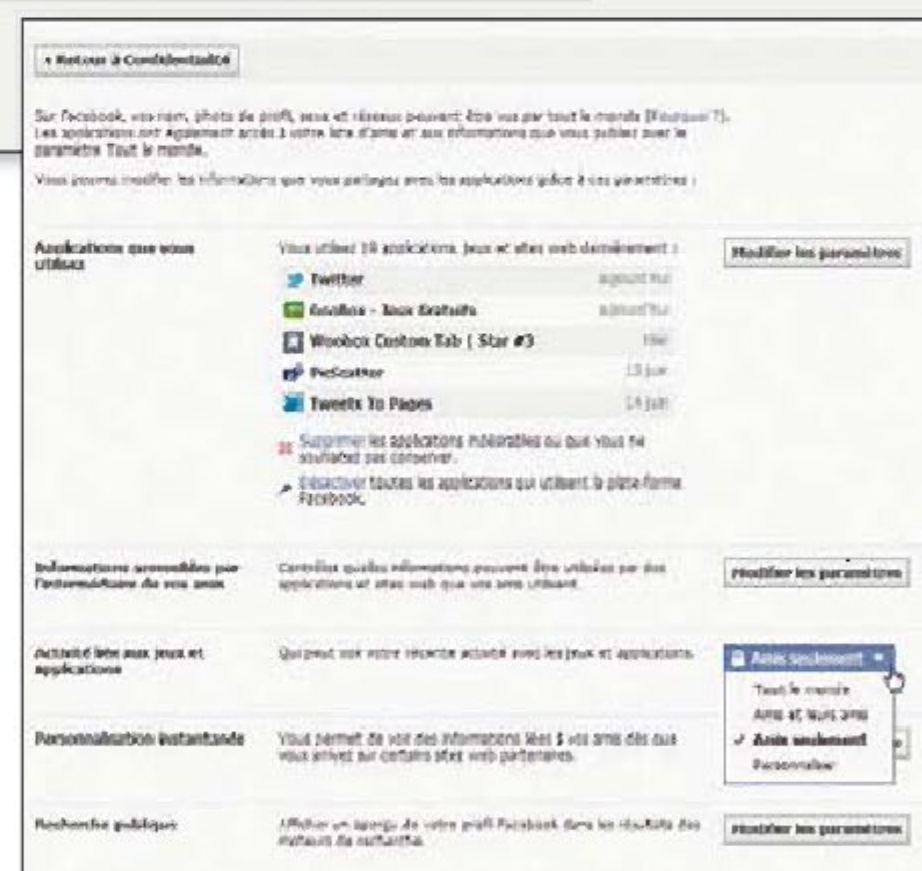 Retour à Confidentialité
Sur Facebook, vos nom, photo de profil, sexe et réseaux peuvent être vus par tout le monde (Pourquoi ?).
Les applications ont également accès à votre liste d'amis et aux informations que vous publiez avec le
paramètre Tout le monde.
Vous pouvez modifier les informations que vous partagez avec les applications grâce à ces paramètres :
Applications que vous
utilisez
Vous utilisez applications, jeux et sites web dernièrement :
Modifier les paramètres
Twitter aujourd'hui
- Jeux Gratuits aujourd'hui
Woobox Custom Tab ( Star #3 Hier
juin
Tweets To Pages 14 juin
Supprimer les applications indésirables ou que vous ne
souhaitez pas conserver.
Désactiver toutes les applications qui utilisent la plate-forme
Facebook.
Informations accessibles par
l'intermédiaire de vos amis
Contrôlez quelles informations peuvent être utilisées par des
applications et sites web que vos amis utilisent.
Modifier les paramètres
Activité liée aux jeux et
applications
Qui peut voir votre récente activité avec les jeux et applications.
Amis seulement
Tout le monde
Amis et leurs amis
Amis seulement
Personnaliser
Personnalisation instantanée
Vous permet de voir des informations liées à vos amis dès que
vous arrivez sur certains sites web partenaires.
Recherche publique
Afficher un aperçu de votre profil Facebook dans les résultats des
moteurs de recherche.
Modifier les paramètres